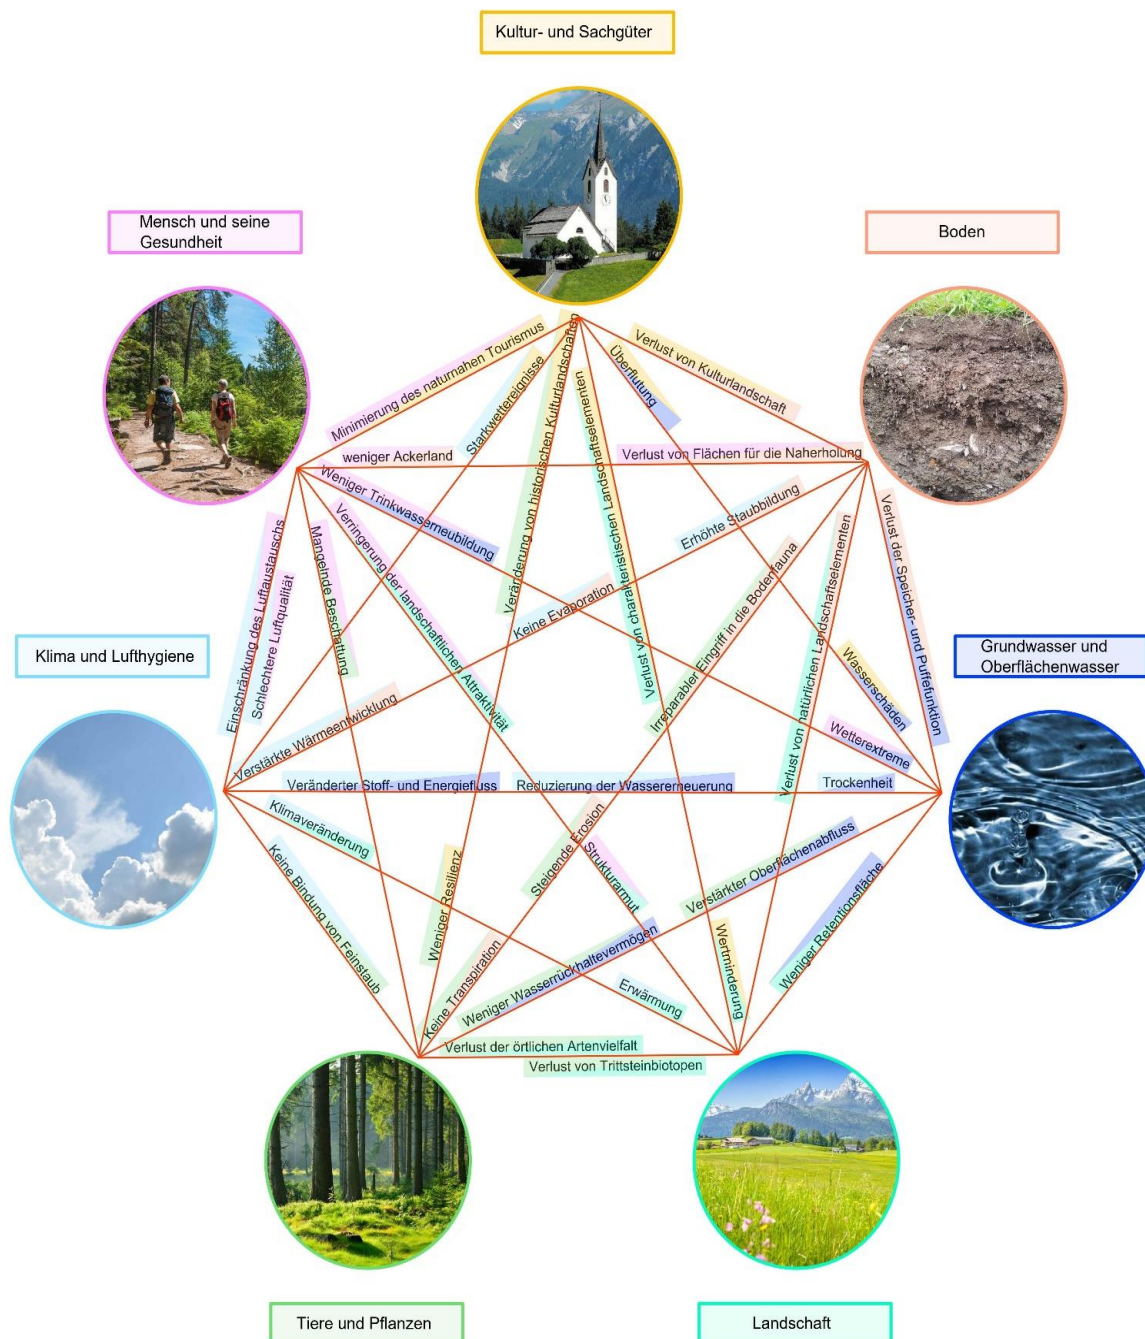 Kultur- und Sachgüter
Mensch und seine
Gesundheit
Boden
Minimierung des naturnahen Tourismus
Starkwettereignisse
Veränderung von historischen Kulturlandschaften
Verlust von charakteristischen Landschaftselementen
Überflutung
Verlust von Kulturlandschaft
weniger Ackerland
Verlust von Flächen für die Naherholung
Weniger Trinkwasserneubildung
Verringerung der landschaftlichen Attraktivität
Mangelnde Beschattung
Einschränkung des Luftaustauschs
Schlechtere Luftqualität
Erhöhte Staubbildung
Keine Evaporation
Verstärkte Wärmeentwicklung
Irreparabler Eingriff in die Bodenfauna
Verlust von natürlichen Landschaftselementen
Verlust der Speicher- und Puffefunktion
Wasserschäden
Wetterextreme
Klima und Lufthygiene
Grundwasser und
Oberflächenwasser
Veränderter Stoff- und Energiefluss
Reduzierung der Wassererneuerung
Trockenheit
Klimaveränderung
Keine Bindung von Feinstaub
Weniger Resilienz
Steigende Erosion
Strukturarmut
Verstärkter Oberflächenabfluss
Weniger Retentionsfläche
Keine Transpiration
Weniger Wasserrückhaltevermögen
Erwärmung
Wertminderung
Verlust der örtlichen Artenvielfalt
Verlust von Trittsteinbiotopen
Tiere und Pflanzen
Landschaft